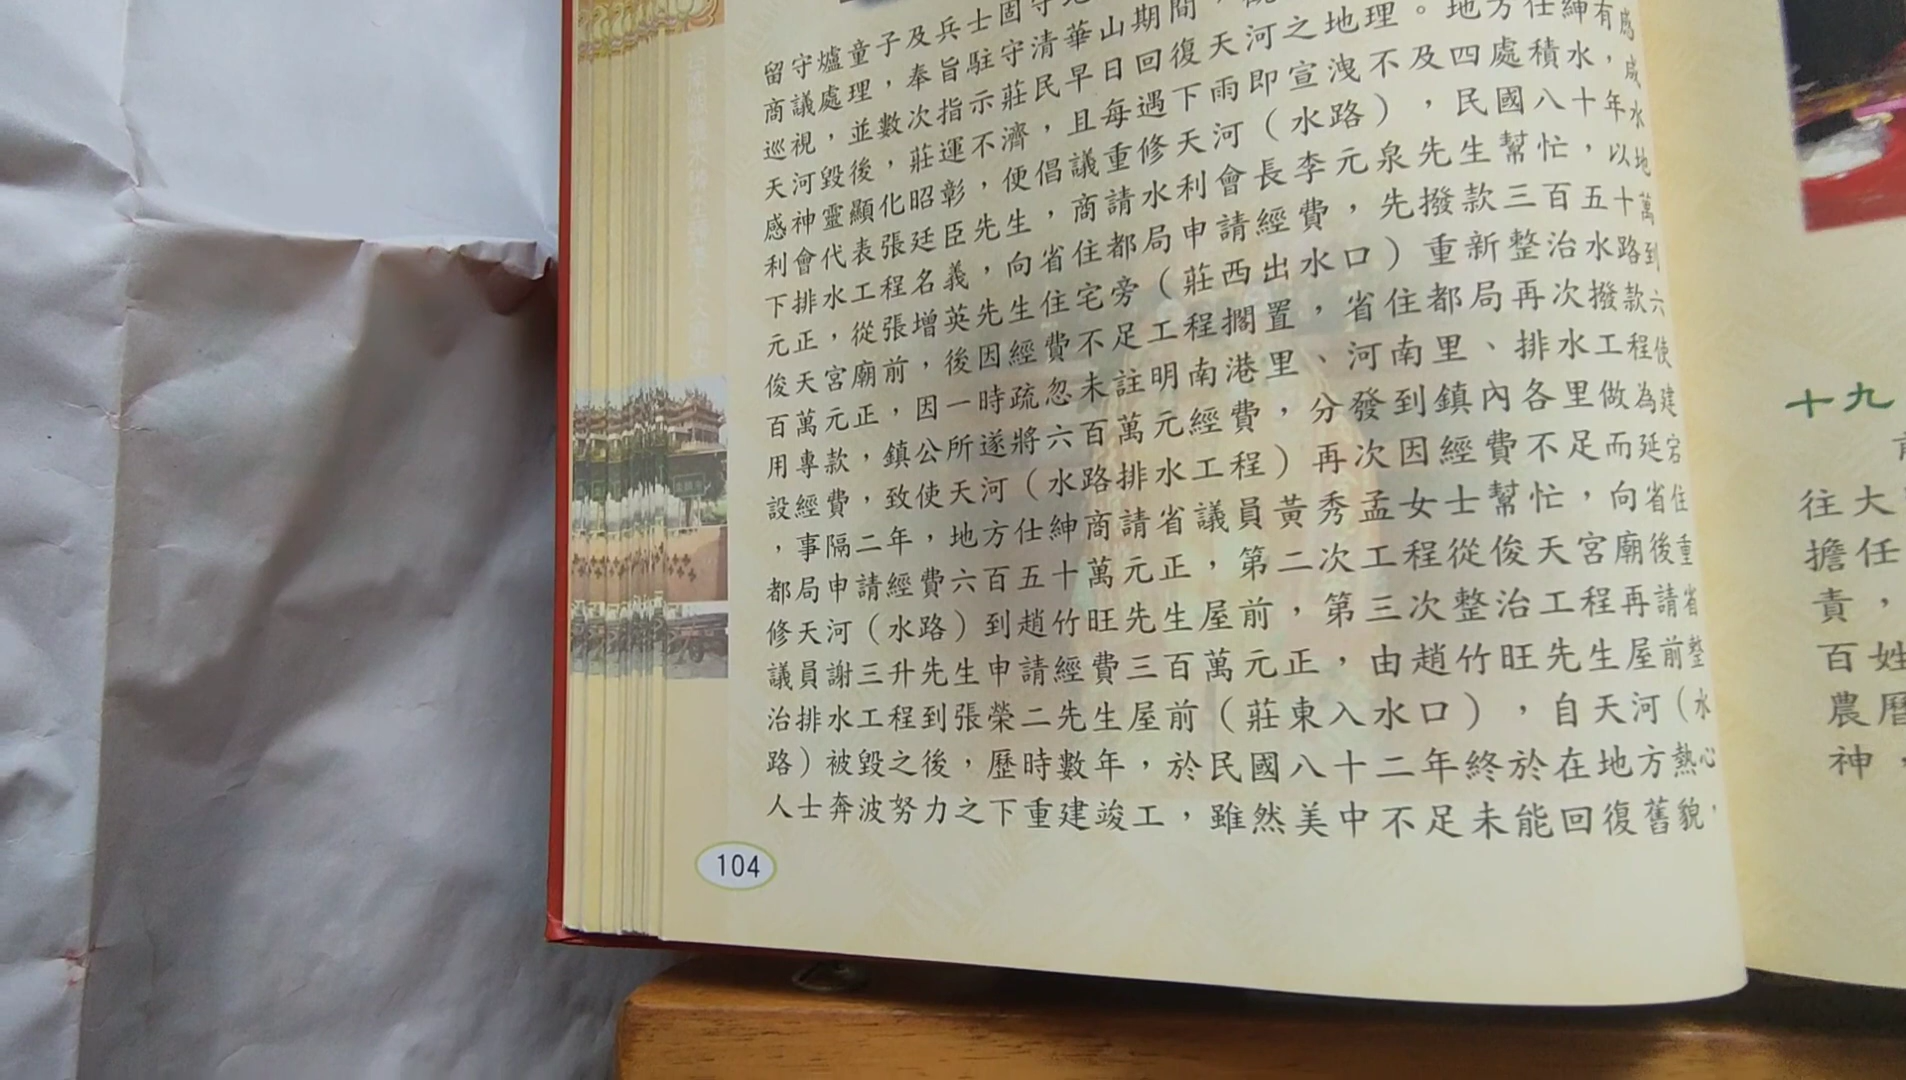 留守爐童子及兵士固守
商議處理，奉旨駐守清華山期間，
巡視，並數次指示莊民早日回復天河之地理。地方仕紳有感
天河毀後，莊運不濟，且每遇下雨即宣洩不及四處積水，咸
感神靈顯化昭彰，便倡議重修天河（水路），民國八十年水
利會代表張廷臣先生，商請水利會長李元泉先生幫忙，以地
下排水工程名義，向省住都局申請經費，先撥款三百五十萬
元正，從張增英先生住宅旁（莊西出水口）重新整治水路到
俊天宮廟前，後因經費不足工程擱置，省住都局再次撥款六
百萬元正，因一時疏忽未註明南港里、河南里、排水工程使
用專款，鎮公所遂將六百萬元經費，分發到鎮內各里做為建
設經費，致使天河（水路排水工程）再次因經費不足而延宕
，事隔二年，地方仕紳商請省議員黃秀孟女士幫忙，向省住
都局申請經費六百五十萬元正，第二次工程從俊天宮廟後重
修天河（水路）到趙竹旺先生屋前，第三次整治工程再請省
議員謝三升先生申請經費三百萬元正，由趙竹旺先生屋前整
治排水工程到張榮二先生屋前（莊東入水口），自天河（水
路）被毀之後，歷時數年，於民國八十二年終於在地方熱心
人士奔波努力之下重建竣工，雖然美中不足未能回復舊貌，
104
十九
往大
擔任
責，
百姓
農曆
神，